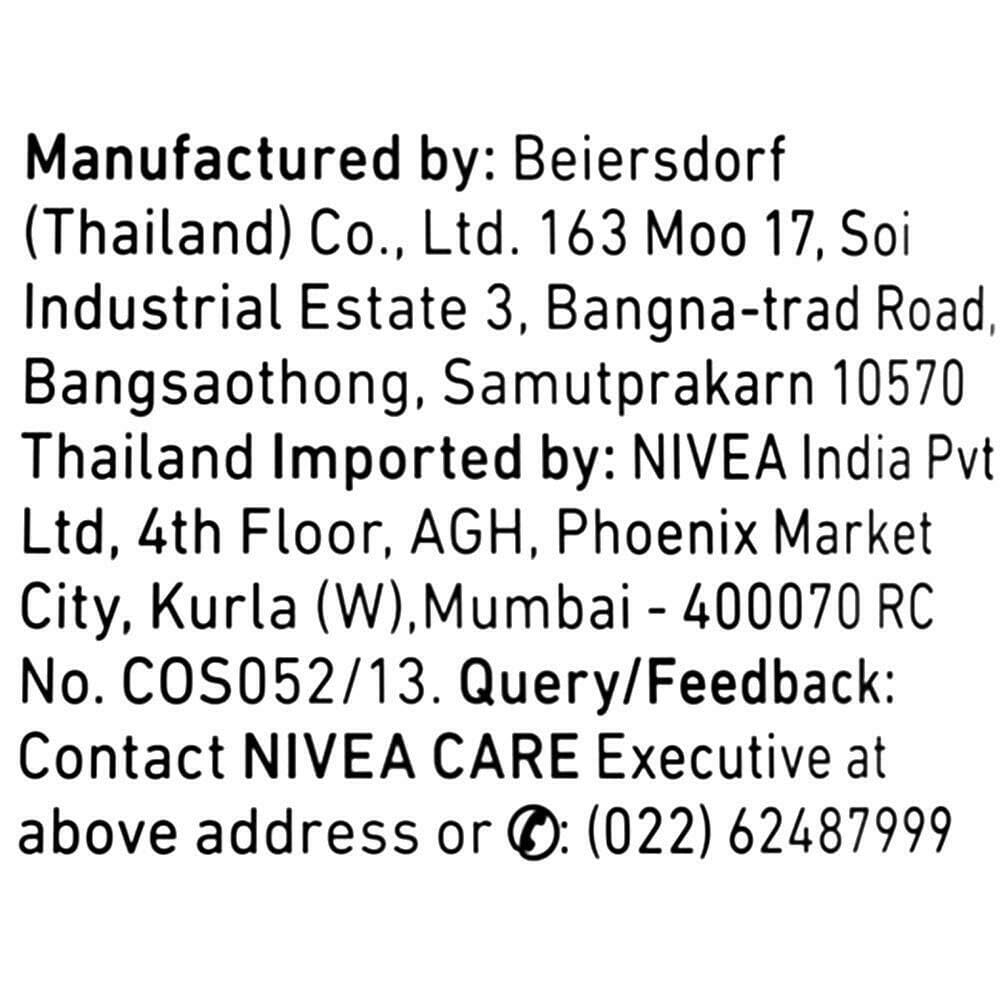 Manufactured by: Beiersdorf
(Thailand) Co., Ltd. 163 Moo 17, Soi
Industrial Estate 3, Bangna-trad Road,
Bangsaothong, Samutprakarn 10570
Thailand Imported by: NIVEA India Pvt
Ltd, 4th Floor, AGH, Phoenix Market
City, Kurla (W),Mumbai - 400070 RC
No. COS052/13. Query/Feedback:
Contact NIVEA CARE Executive at
above address or ✆: (022) 62487999